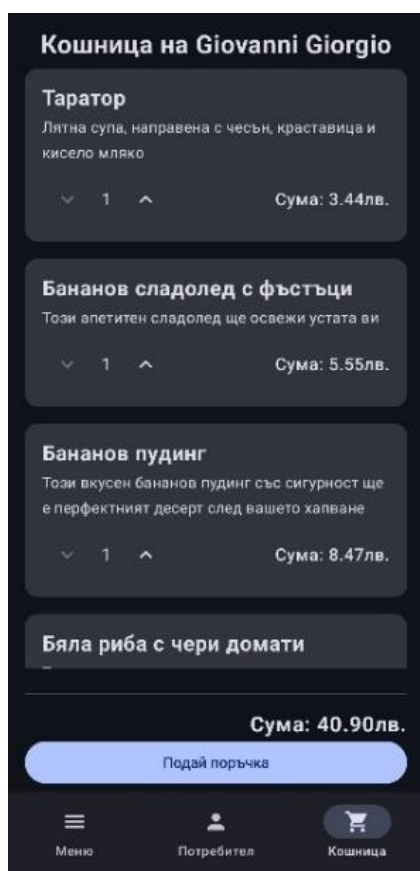 Кошница на Giovanni Giorgio
Таратор
Лятна супа, направена с чесън, краставица и
кисело мляко
1
Сума: 3.44лв.
Бананов сладолед с фъстъци
Този апетитен сладолед ще освежи устата ви
1
Сума: 5.55лв.
Бананов пудинг
Този вкусен бананов пудинг със сигурност ще
е перфектният десерт след вашето хапване
1
Сума: 8.47лв.
Бяла риба с чери домати
Сума: 40.90лв.
Подай поръчка
Меню
Потребител
Кошница